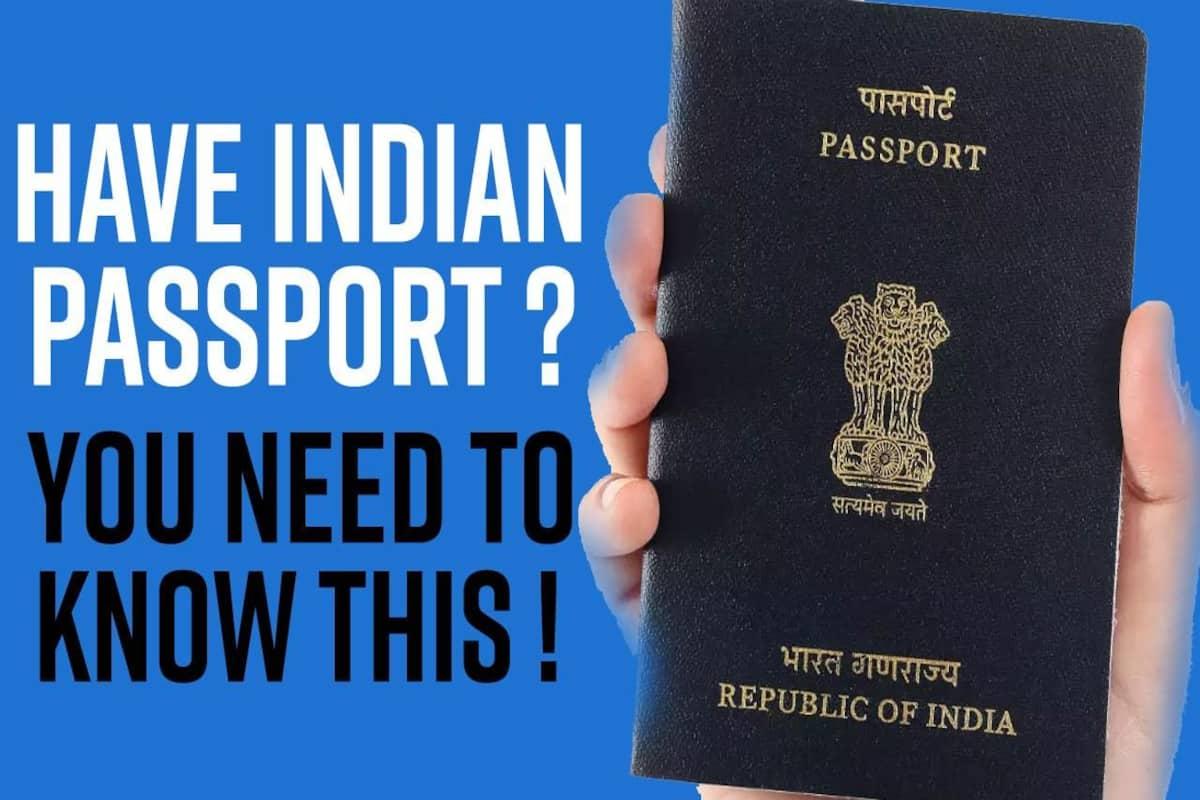 HAVE INDIAN
PASSPORT ?
YOU NEED TO
KNOW THIS !
पासपोर्ट
PASSPORT
सत्यमेव जयते
भारत गणराज्य
REPUBLIC OF INDIA